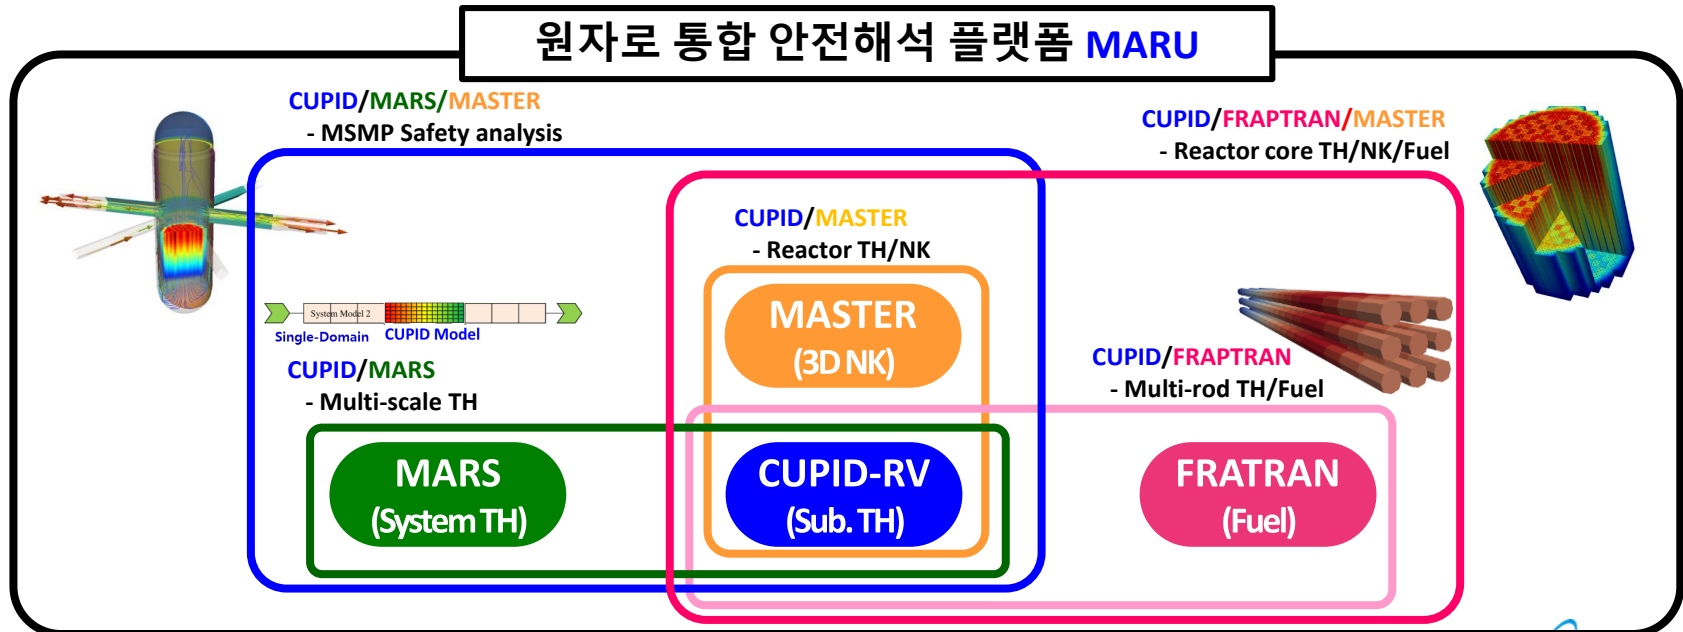 원자로 통합 안전해석 플랫폼 MARU
CUPID/MARS/MASTER
- MSMP Safety analysis
CUPID/FRAPTRAN/MASTER
- Reactor core TH/NK/Fuel
CUPID/MASTER
- Reactor TH/NK
MASTER
(3D NK)
System Model 2
Single-Domain CUPID Model
CUPID/MARS
- Multi-scale TH
CUPID/FRAPTRAN
- Multi-rod TH/Fuel
MARS
(System TH)
CUPID-RV
(Sub. TH)
FRATRAN
(Fuel)